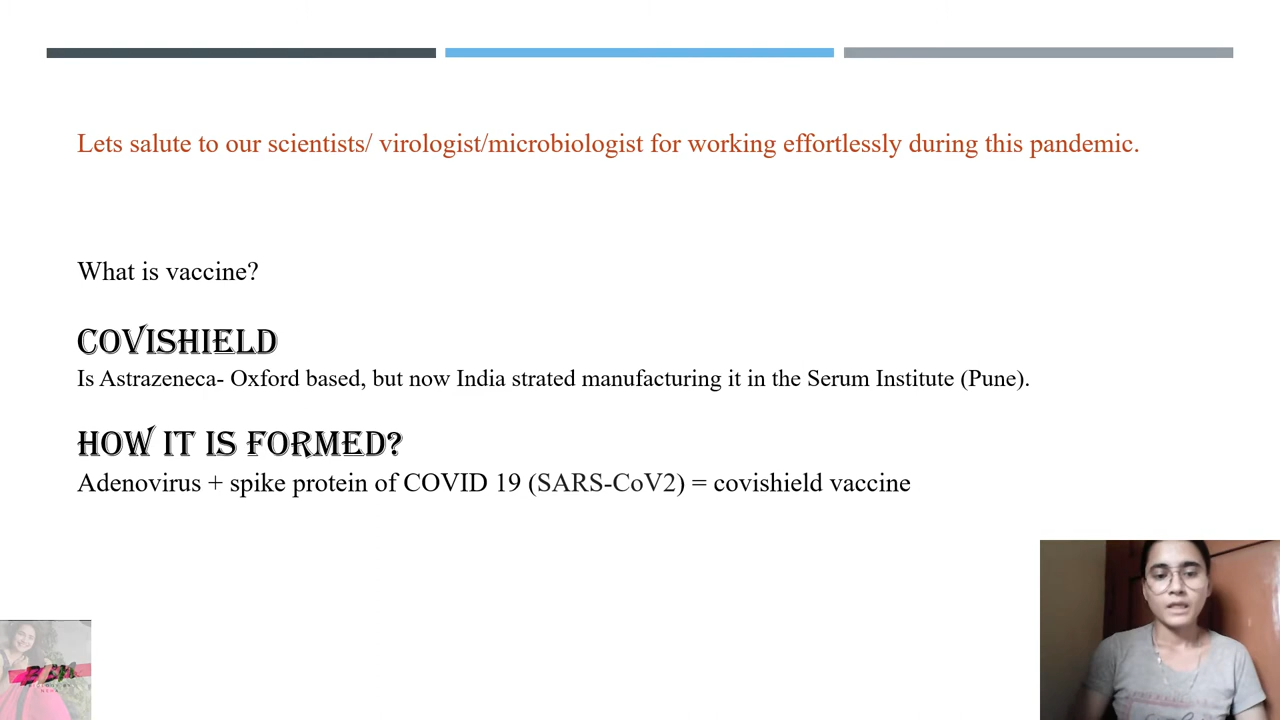 Lets salute to our scientists/ virologist/microbiologist for working effortlessly during this pandemic.
What is vaccine?
COVISHIELD
Is Astrazeneca- Oxford based, but now India strated manufacturing it in the Serum Institute (Pune).
HOW IT IS FORMED?
Adenovirus + spike protein of COVID 19 (SARS-CoV2) = covishield vaccine